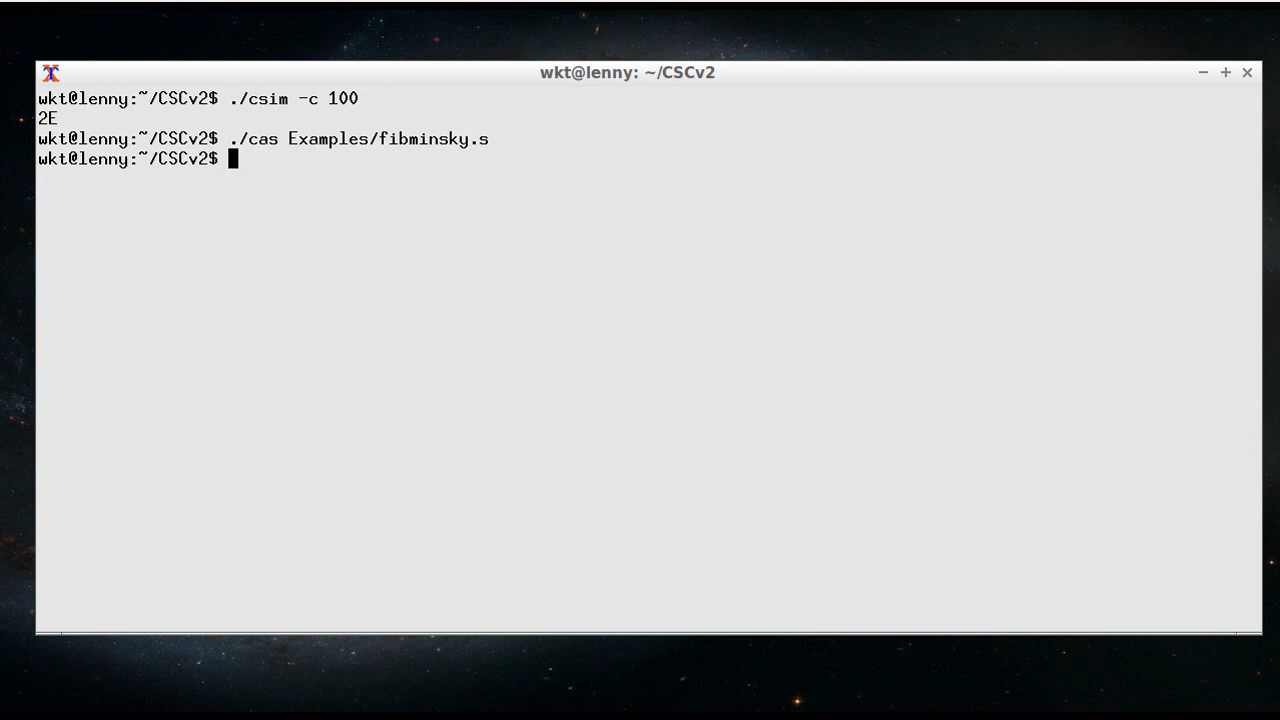 wkt@lenny: ~/CSCv2
wkt@lenny:~/CSCv2$ ./csim -c 100
2E
wkt@lenny:~/CSCv2$ ./cas Examples/fibminsky.s
wkt@lenny:~/CSCv2$